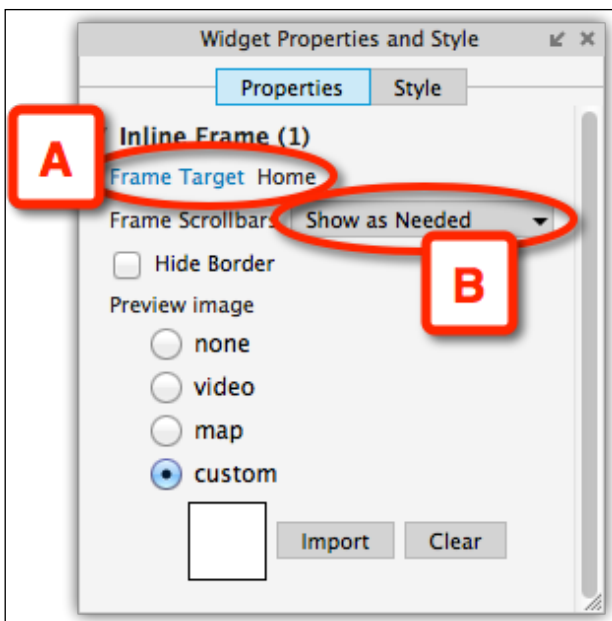 Widget Properties and Style
Properties Style
Inline Frame (1)
A
Frame Target Home
Frame Scrollbars Show as Needed
Hide Border
B
Preview image
none
video
map
custom
Import Clear